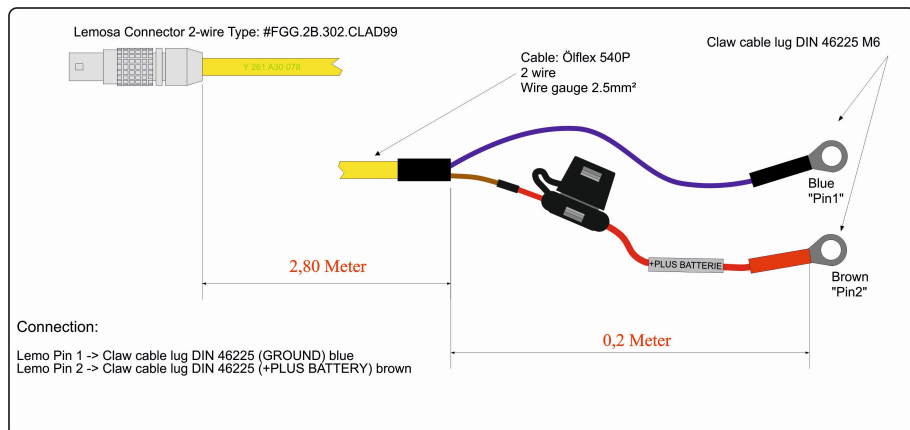 Lemosa Connector 2-wire Type: #FGG.2B.302.CLAD99
Y 261 A30 078
Cable: Ölflex 540P
2 wire
Wire gauge 2.5mm²
Claw cable lug DIN 46225 M6
Blue
"Pin1"
+PLUS BATTERIE
Brown
"Pin2"
2,80 Meter
0,2 Meter
Connection:
Lemo Pin 1 -> Claw cable lug DIN 46225 (GROUND) blue
Lemo Pin 2 -> Claw cable lug DIN 46225 (+PLUS BATTERY) brown